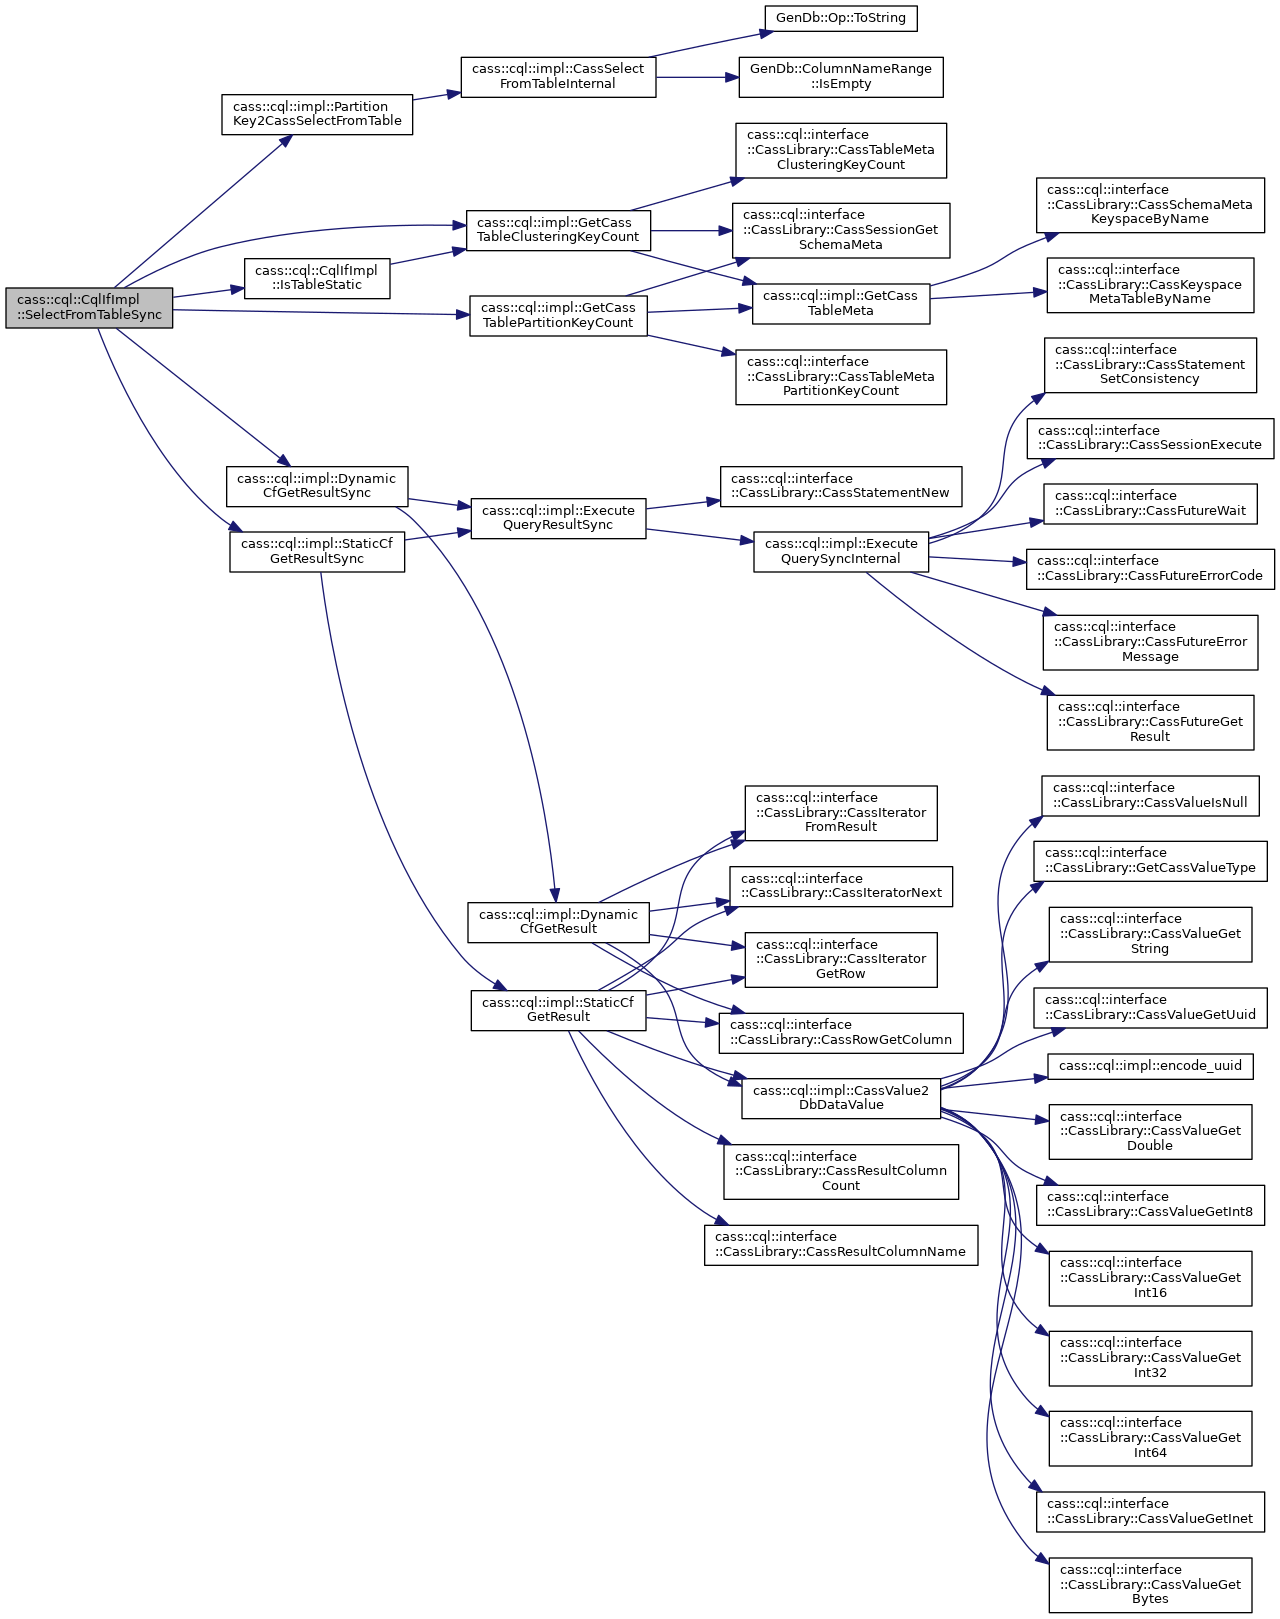 cass::cql::CqlIfImpl
::SelectFromTableSync
cass::cql::impl::Partition
Key2CassSelectFromTable
cass::cql::impl::CassSelect
FromTableInternal
GenDb::Op::ToString
GenDb::ColumnNameRange
::IsEmpty
cass::cql::impl::GetCass
TableClusteringKeyCount
cass::cql::CqlIfImpl
::IsTableStatic
cass::cql::impl::GetCass
TablePartitionKeyCount
cass::cql::interface
::CassLibrary::CassTableMeta
ClusteringKeyCount
cass::cql::interface
::CassLibrary::CassSessionGet
SchemaMeta
cass::cql::impl::GetCass
TableMeta
cass::cql::interface
::CassLibrary::CassTableMeta
PartitionKeyCount
cass::cql::interface
::CassLibrary::CassSchemaMeta
KeyspaceByName
cass::cql::interface
::CassLibrary::CassKeyspace
MetaTableByName
cass::cql::impl::Dynamic
CfGetResultSync
cass::cql::impl::StaticCf
GetResultSync
cass::cql::impl::Execute
QueryResultSync
cass::cql::interface
::CassLibrary::CassStatementNew
cass::cql::impl::Execute
QuerySyncInternal
cass::cql::interface
::CassLibrary::CassStatement
SetConsistency
cass::cql::interface
::CassLibrary::CassSessionExecute
cass::cql::interface
::CassLibrary::CassFutureWait
cass::cql::interface
::CassLibrary::CassFutureErrorCode
cass::cql::interface
::CassLibrary::CassFutureError
Message
cass::cql::interface
::CassLibrary::CassFutureGet
Result
cass::cql::impl::Dynamic
CfGetResult
cass::cql::impl::StaticCf
GetResult
cass::cql::interface
::CassLibrary::CassIterator
FromResult
cass::cql::interface
::CassLibrary::CassIteratorNext
cass::cql::interface
::CassLibrary::CassIterator
GetRow
cass::cql::interface
::CassLibrary::CassRowGetColumn
cass::cql::impl::CassValue2
DbDataValue
cass::cql::interface
::CassLibrary::CassResultColumn
Count
cass::cql::interface
::CassLibrary::CassResultColumnName
cass::cql::interface
::CassLibrary::CassValueIsNull
cass::cql::interface
::CassLibrary::GetCassValueType
cass::cql::interface
::CassLibrary::CassValueGet
String
cass::cql::interface
::CassLibrary::CassValueGetUuid
cass::cql::impl::encode_uuid
cass::cql::interface
::CassLibrary::CassValueGet
Double
cass::cql::interface
::CassLibrary::CassValueGetInt8
cass::cql::interface
::CassLibrary::CassValueGet
Int16
cass::cql::interface
::CassLibrary::CassValueGet
Int32
cass::cql::interface
::CassLibrary::CassValueGet
Int64
cass::cql::interface
::CassLibrary::CassValueGetInet
cass::cql::interface
::CassLibrary::CassValueGet
Bytes